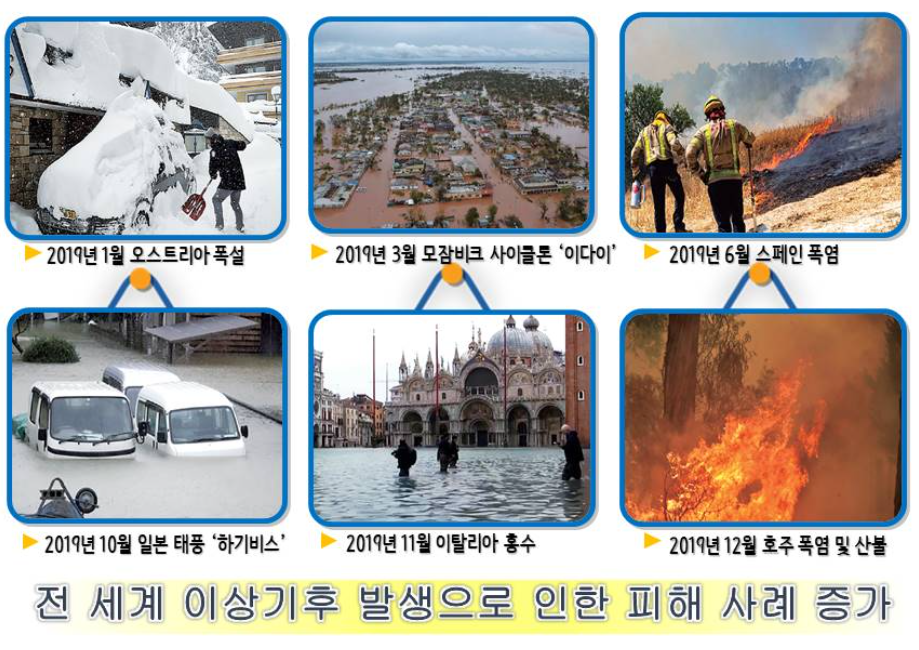 ▶ 2019년 1월 오스트리아 폭설
▶ 2019년 3월 모잠비크 사이클론 ‘이다이’
▶ 2019년 6월 스페인 폭염
▶ 2019년 10월 일본 태풍 ‘하기비스’
▶ 2019년 11월 이탈리아 홍수
▶ 2019년 12월 호주 폭염 및 산불
전 세계 이상기후 발생으로 인한 피해 사례 증가